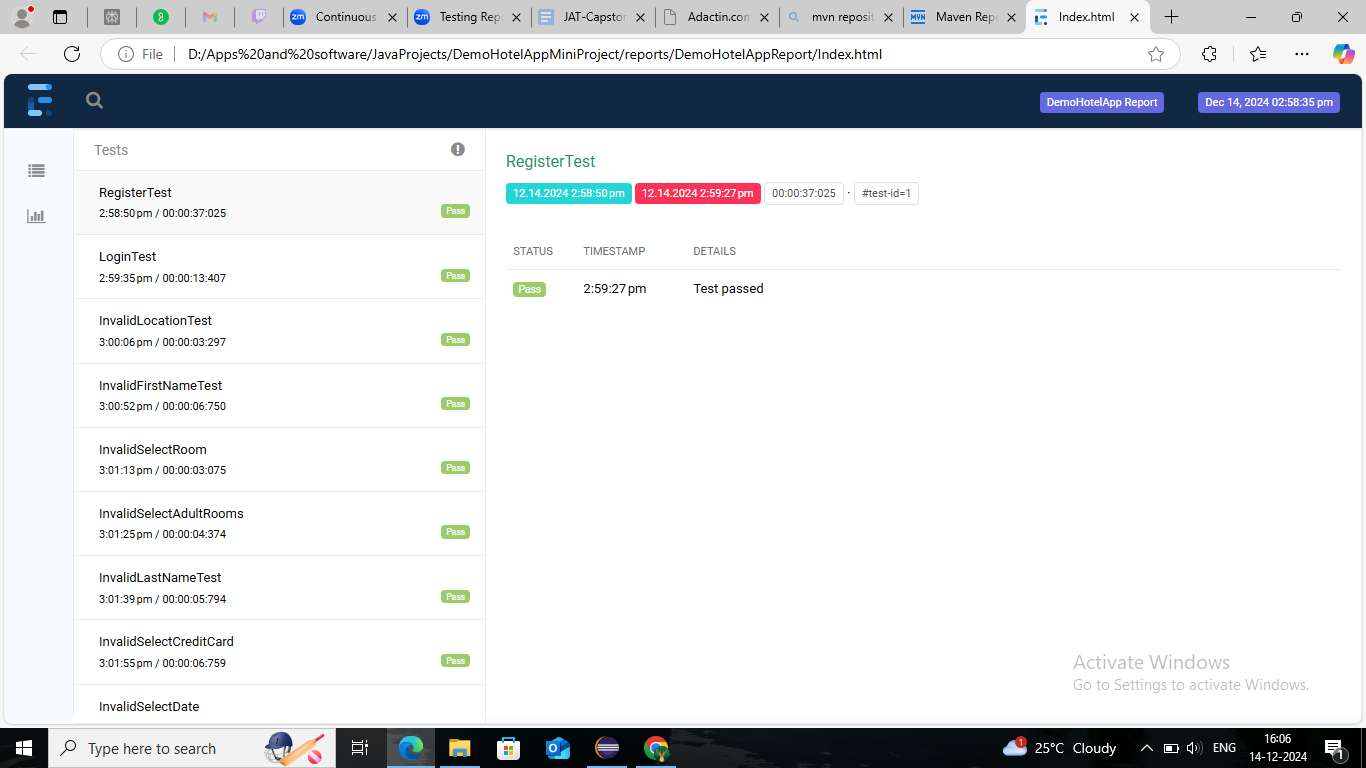 Continuous
Testing Rep
JAT-Capstor
Adactin.con
mvn reposit
MVN
Maven Repo
Index.html
File
D:/Apps%20and%20software/JavaProjects/DemoHotelAppMiniProject/reports/DemoHotelAppReport/Index.html
DemoHotelApp Report
Dec 14, 2024 02:58:35 pm
Tests
RegisterTest
2:58:50 pm / 00:00:37:025
Pass
LoginTest
2:59:35 pm / 00:00:13:407
Pass
InvalidLocationTest
3:00:06 pm / 00:00:03:297
Pass
InvalidFirstNameTest
3:00:52 pm / 00:00:06:750
Pass
InvalidSelectRoom
3:01:13 pm / 00:00:03:075
Pass
InvalidSelectAdultRooms
3:01:25 pm / 00:00:04:374
Pass
InvalidLastNameTest
3:01:39 pm / 00:00:05:794
Pass
InvalidSelectCreditCard
3:01:55 pm / 00:00:06:759
Pass
InvalidSelectDate
RegisterTest
12.14.2024 2:58:50 pm 12.14.2024 2:59:27 pm 00:00:37:025 · #test-id=1
STATUS TIMESTAMP DETAILS
Pass 2:59:27 pm Test passed
Activate Windows
Go to Settings to activate Windows.
Type here to search
1
25°C Cloudy
ENG
16:06
14-12-2024
1